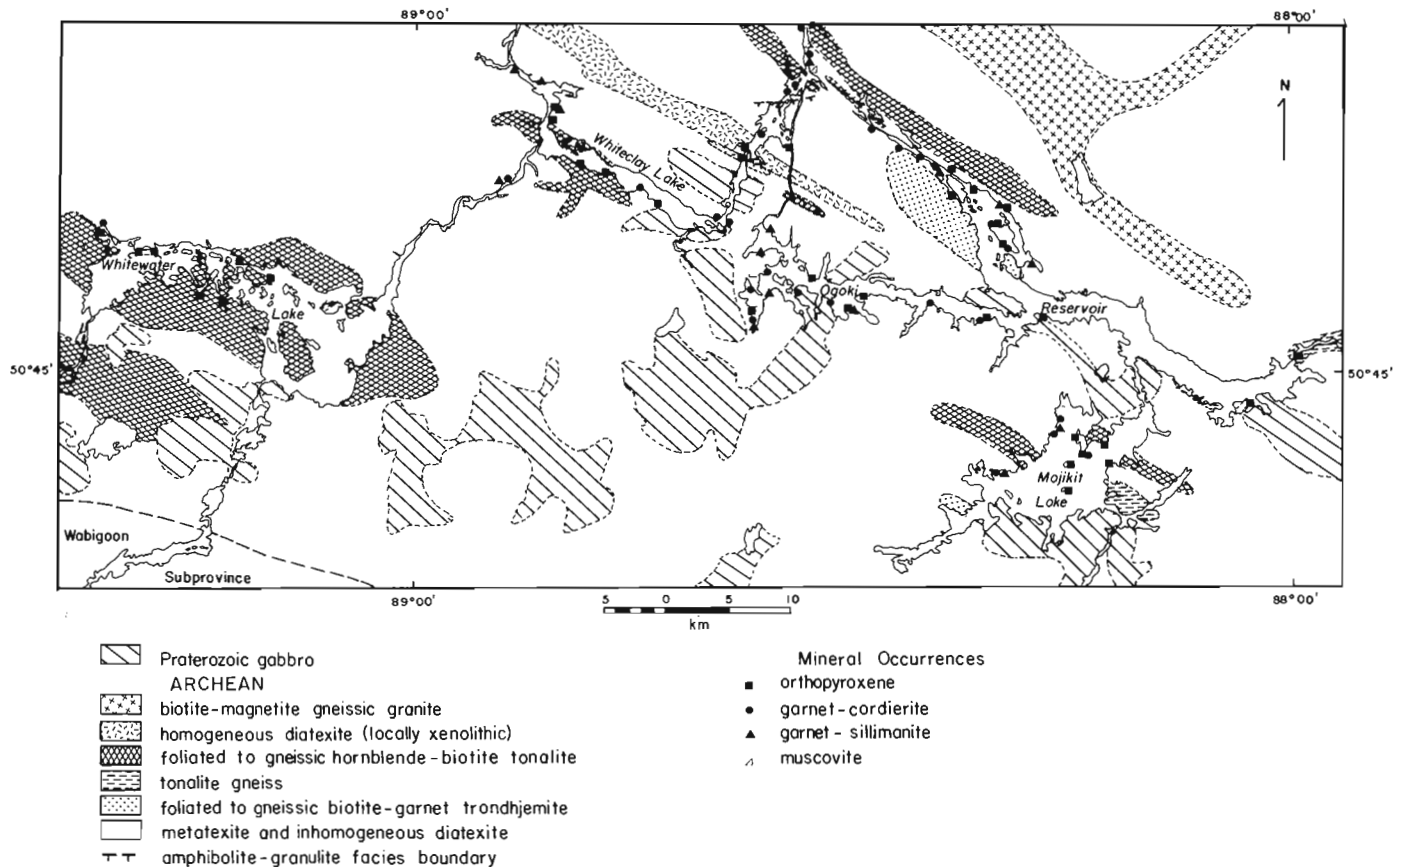 89°00'
88°00'
N
Whiteclay Lake
Whitewater
Lake
Ogoki
Reservoir
50°45'
50°45'
Mojikit
Lake
Wabigoon
Subprovince
89°00'
88°00'
5 0 5 10
km
Praterozoic gabbro
ARCHEAN
biotite-magnetite gneissic granite
homogeneous diatexite (locally xenolithic)
foliated to gneissic hornblende-biotite tonalite
tonalite gneiss
foliated to gneissic biotite-garnet trondhjemite
metatexite and inhomogeneous diatexite
amphibolite-granulite facies boundary
Mineral Occurrences
orthopyroxene
garnet-cordierite
garnet-sillimanite
muscovite